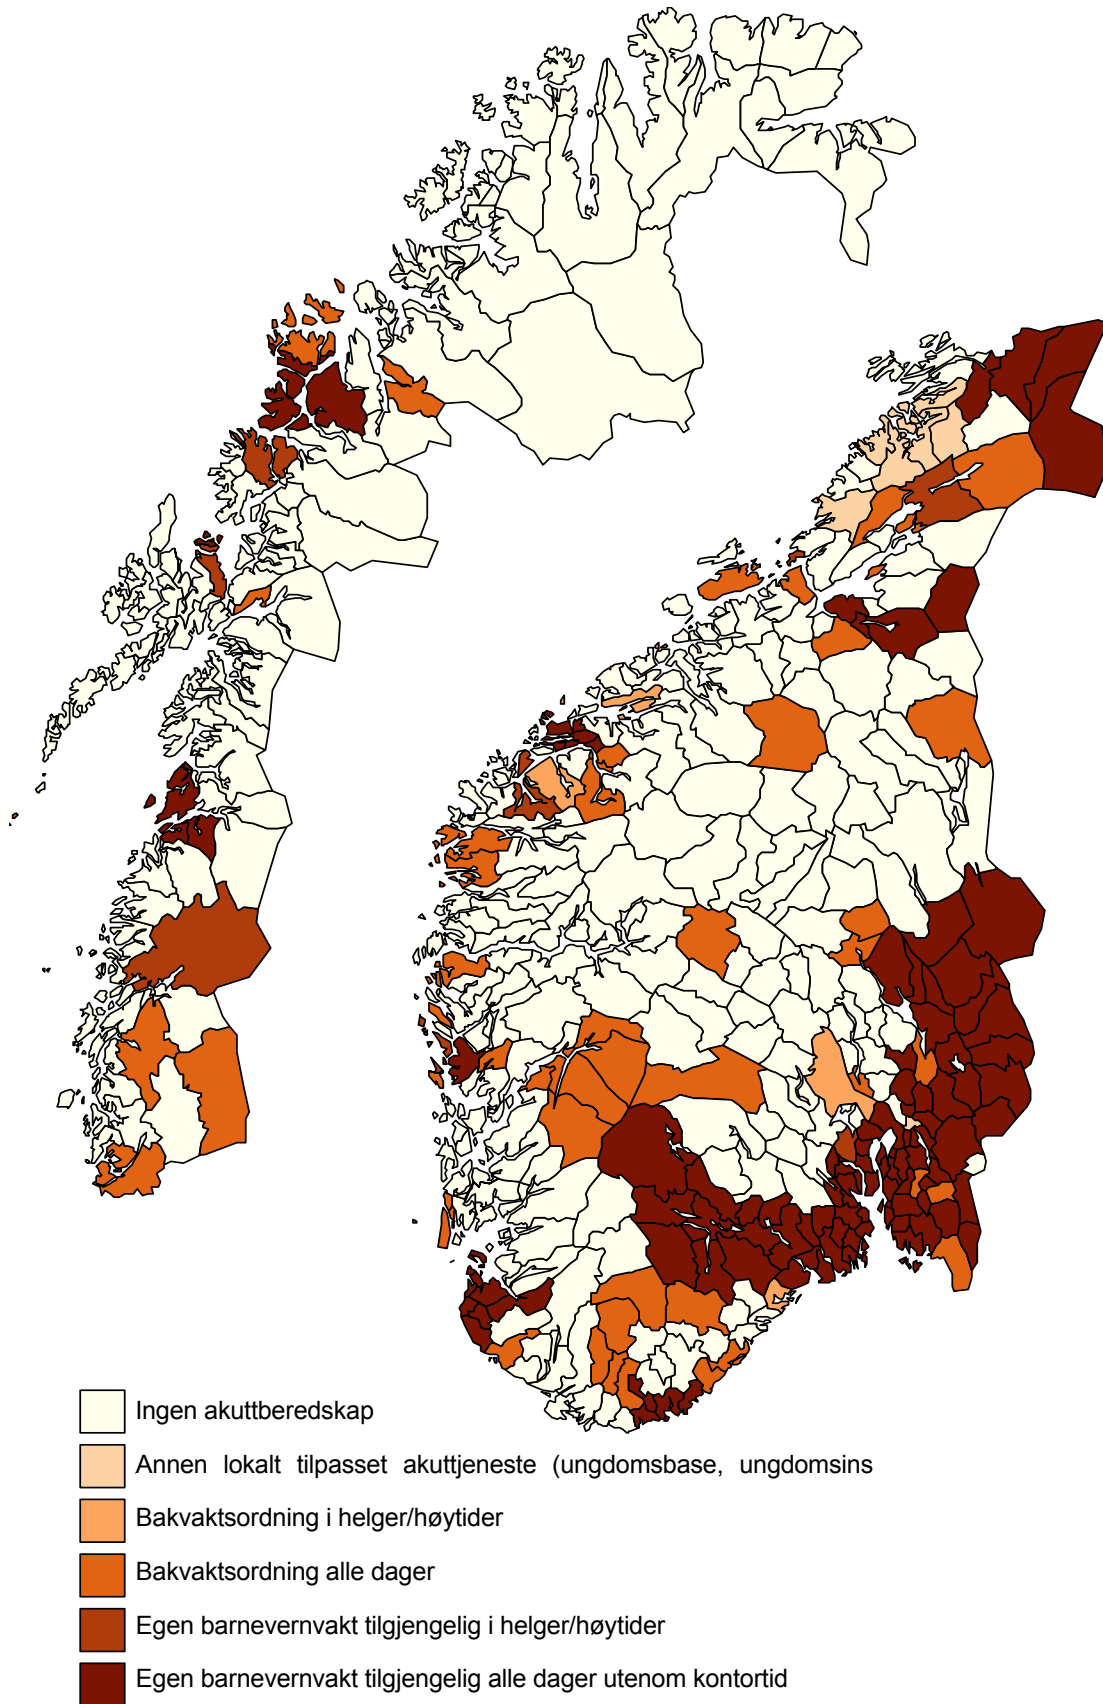 Ingen akuttberedskap
Annen lokalt tilpasset akuttjeneste (ungdomsbase, ungdomsins
Bakvaktsordning i helger/høytider
Bakvaktsordning alle dager
Egen barnevernvakt tilgjengelig i helger/høytider
Egen barnevernvakt tilgjengelig alle dager utenom kontortid